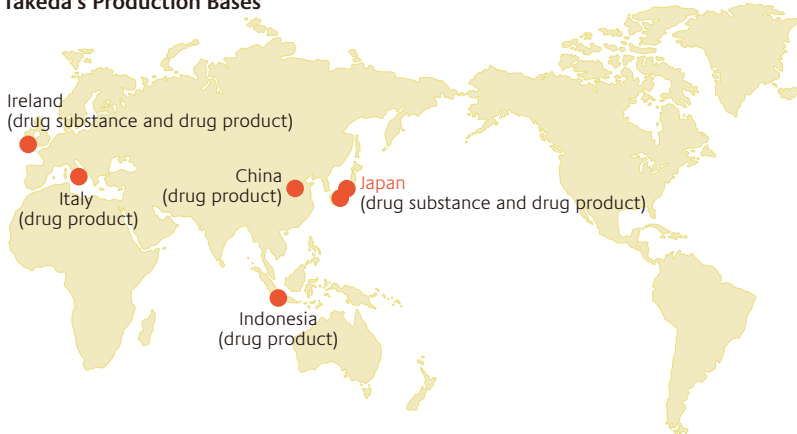 Takeda's Production Bases
Ireland
(drug substance and drug product)
Italy
(drug product)
China
(drug product)
Japan
(drug substance and drug product)
Indonesia
(drug product)